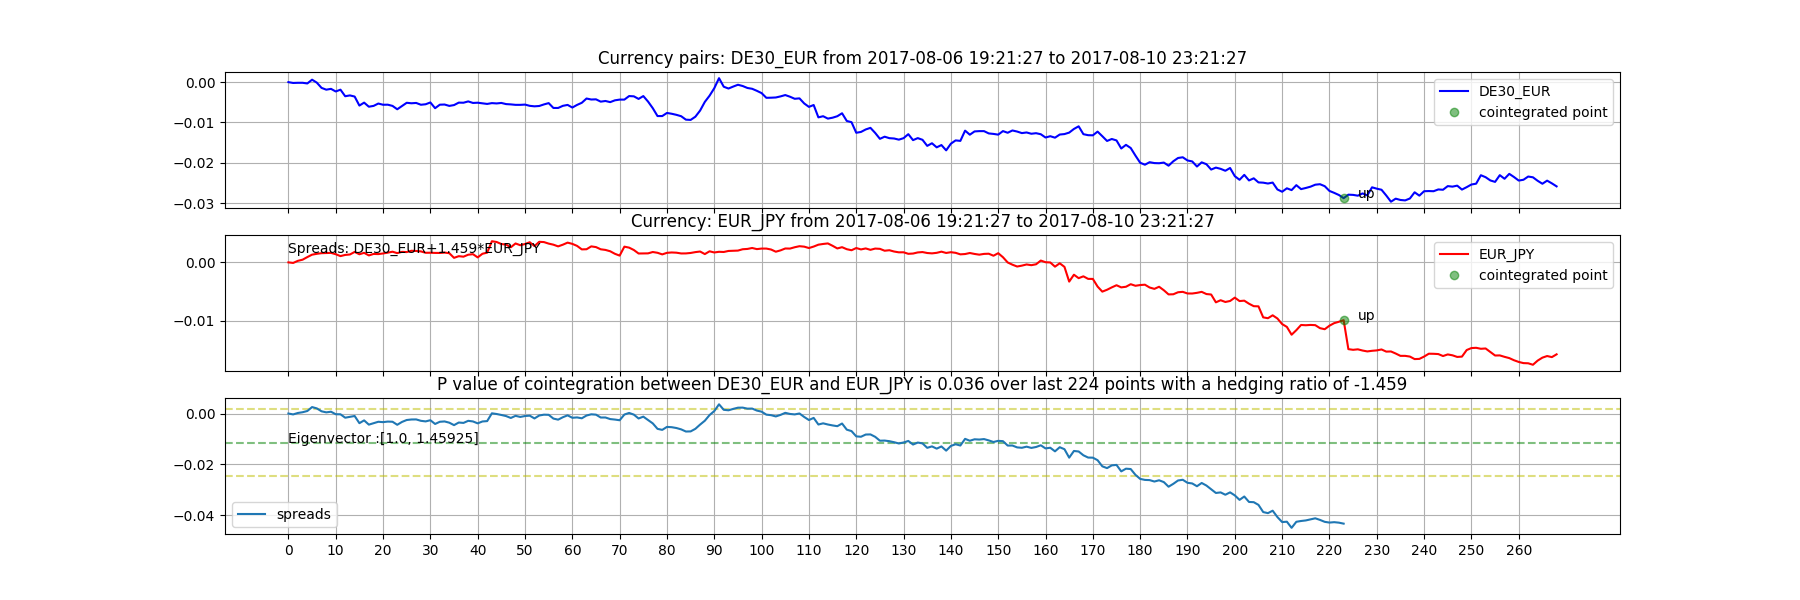 Currency pairs: DE30_EUR from 2017-08-06 19:21:27 to 2017-08-10 23:21:27
0.00
−0.01
−0.02
−0.03
DE30_EUR
cointegrated point
up
Currency: EUR_JPY from 2017-08-06 19:21:27 to 2017-08-10 23:21:27
Spreads: DE30_EUR+1.459*EUR_JPY
0.00
−0.01
EUR_JPY
cointegrated point
up
P value of cointegration between DE30_EUR and EUR_JPY is 0.036 over last 224 points with a hedging ratio of -1.459
0.00
−0.02
−0.04
Eigenvector :[1.0, 1.45925]
spreads
0 10 20 30 40 50 60 70 80 90 100 110 120 130 140 150 160 170 180 190 200 210 220 230 240 250 260